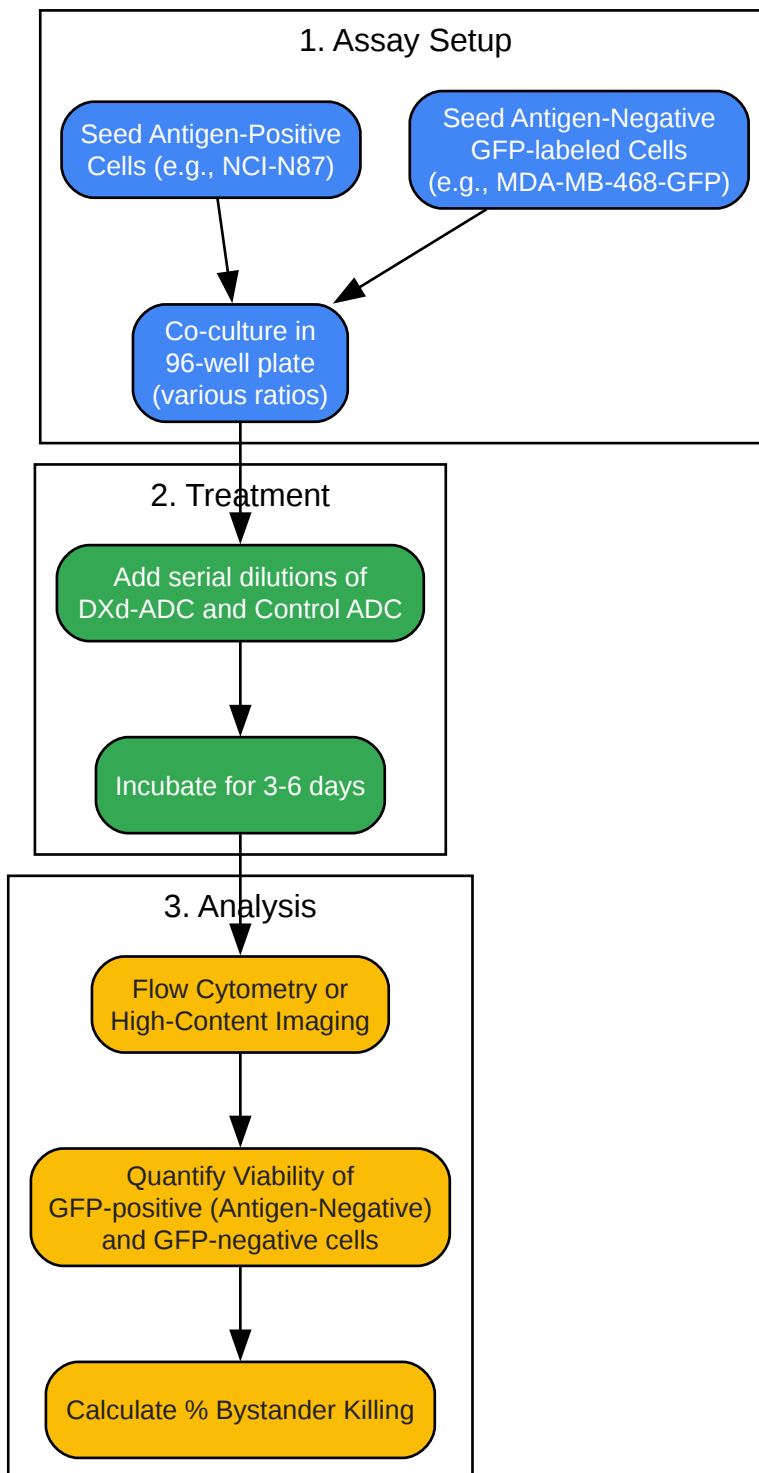 1. Assay Setup
Seed Antigen-Positive
Cells (e.g., NCI-N87)
Seed Antigen-Negative
GFP-labeled Cells
(e.g., MDA-MB-468-GFP)
Co-culture in
96-well plate
(various ratios)
2. Treatment
Add serial dilutions of
DXd-ADC and Control ADC
Incubate for 3-6 days
3. Analysis
Flow Cytometry or
High-Content Imaging
Quantify Viability of
GFP-positive (Antigen-Negative)
and GFP-negative cells
Calculate % Bystander Killing